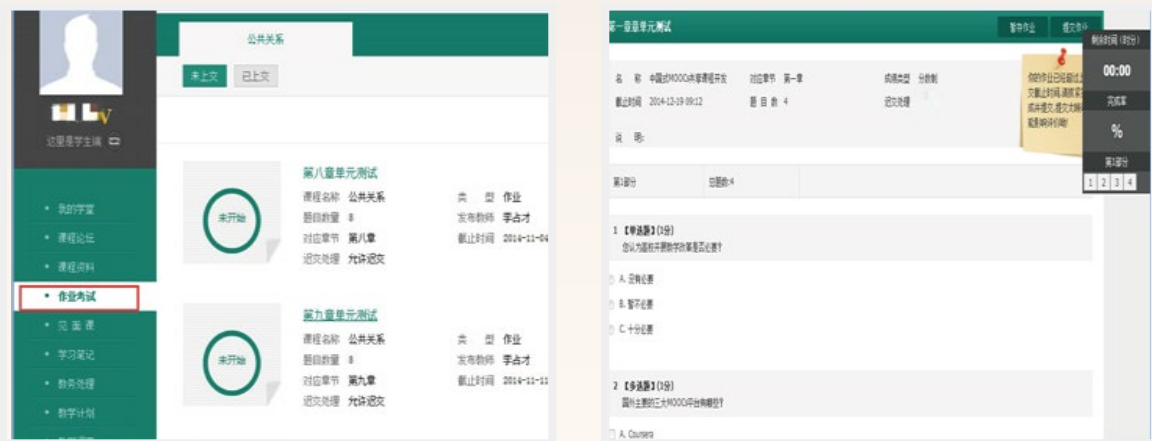 公共关系
未上交 已上交
这里是学生端
我的学堂
课程论坛
课程资料
作业考试
见面课
学习笔记
教务处理
教学计划
第八章单元测试
未开始
课程名称 公共关系 类 型 作业
题目数量 8 发布教师 李占才
对应章节 第八章 截止时间 2014-11-04
迟交处理 允许迟交
第九章单元测试
未开始
课程名称 公共关系 类 型 作业
题目数量 8 发布教师 李占才
对应章节 第九章 截止时间 2014-11-11
迟交处理 允许迟交
第一章章单元测试
暂存作业 提交作业
名 称 中国式MOOC共享课程开发 对应章节 第一章 成绩类型 分数制
截止时间 2014-12-19 09:12 题 目 数 4 迟交处理
说 明:
剩余时间(时分)
00:00
完成率
%
第1部分
1 2 3 4
第1部分 总题数:4
1 【单选题】(1分)
您认为高校开展教学改革是否必要?
A. 没有必要
B. 暂不必要
C. 十分必要
2 【多选题】(1分)
国外主要的三大MOOC平台有哪些?
A. Coursera